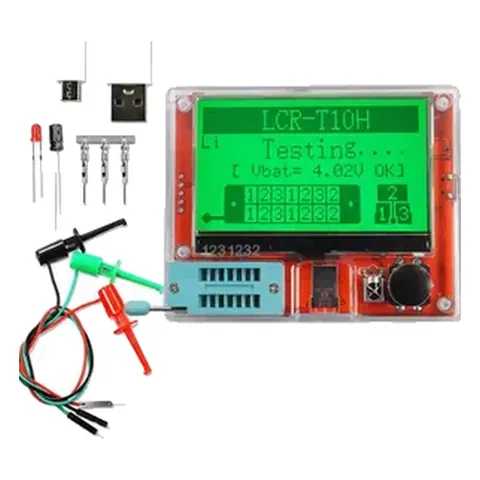 LCR-T10H
Li
Testing....
[ Vbat= 4.02V OK]
1231232
1231232
2
1 3
1231232